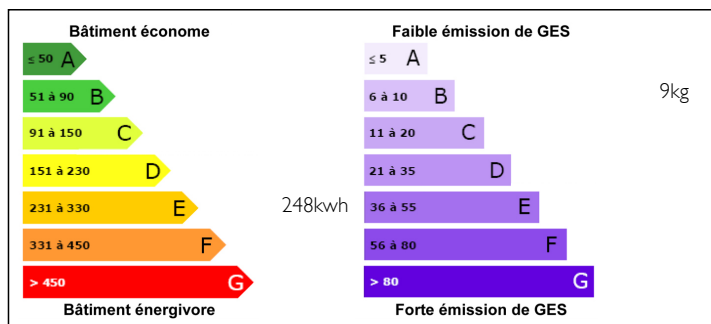 Bâtiment économe
≤ 50 A
51 à 90 B
91 à 150 C
151 à 230 D
231 à 330 E
331 à 450 F
> 450 G
Bâtiment énergivore
248kwh
Faible émission de GES
≤ 5 A
6 à 10 B
11 à 20 C
21 à 35 D
36 à 55 E
56 à 80 F
> 80 G
Forte émission de GES
9kg